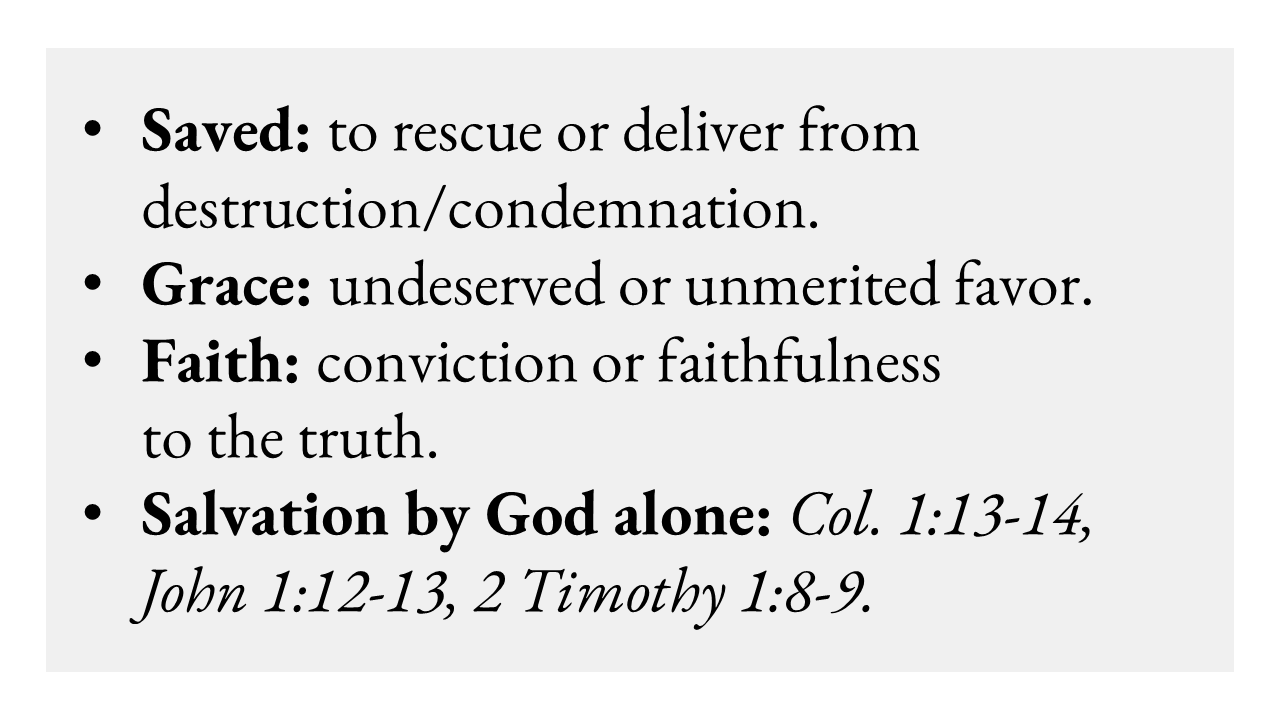 • Saved: to rescue or deliver from
destruction/condemnation.
• Grace: undeserved or unmerited favor.
• Faith: conviction or faithfulness
to the truth.
• Salvation by God alone: Col. 1:13-14,
John 1:12-13, 2 Timothy 1:8-9.